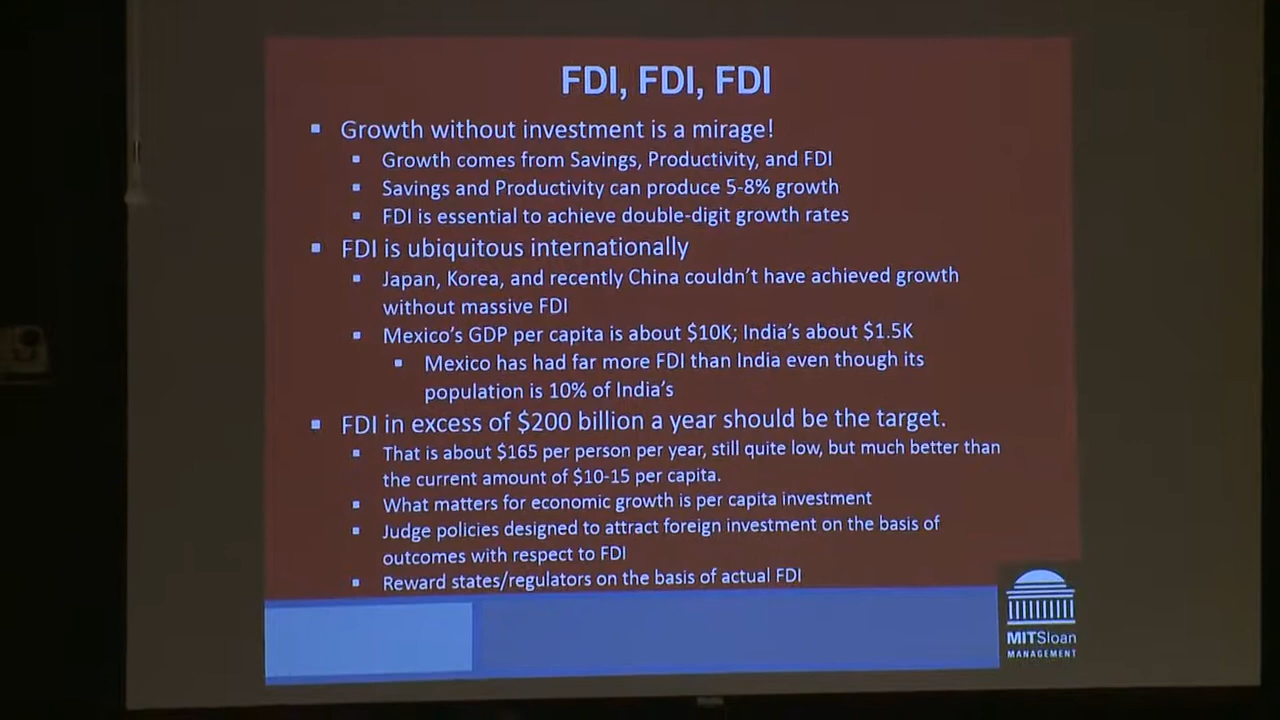 FDI, FDI, FDI
▪ Growth without investment is a mirage!
▪ Growth comes from Savings, Productivity, and FDI
▪ Savings and Productivity can produce 5-8% growth
▪ FDI is essential to achieve double-digit growth rates
▪ FDI is ubiquitous internationally
▪ Japan, Korea, and recently China couldn't have achieved growth
without massive FDI
▪ Mexico's GDP per capita is about $10K; India's about $1.5K
▪ Mexico has had far more FDI than India even though its
population is 10% of India's
▪ FDI in excess of $200 billion a year should be the target.
▪ That is about $165 per person per year, still quite low, but much better than
the current amount of $10-15 per capita.
▪ What matters for economic growth is per capita investment
▪ Judge policies designed to attract foreign investment on the basis of
outcomes with respect to FDI
▪ Reward states/regulators on the basis of actual FDI
MITSloan
MANAGEMENT